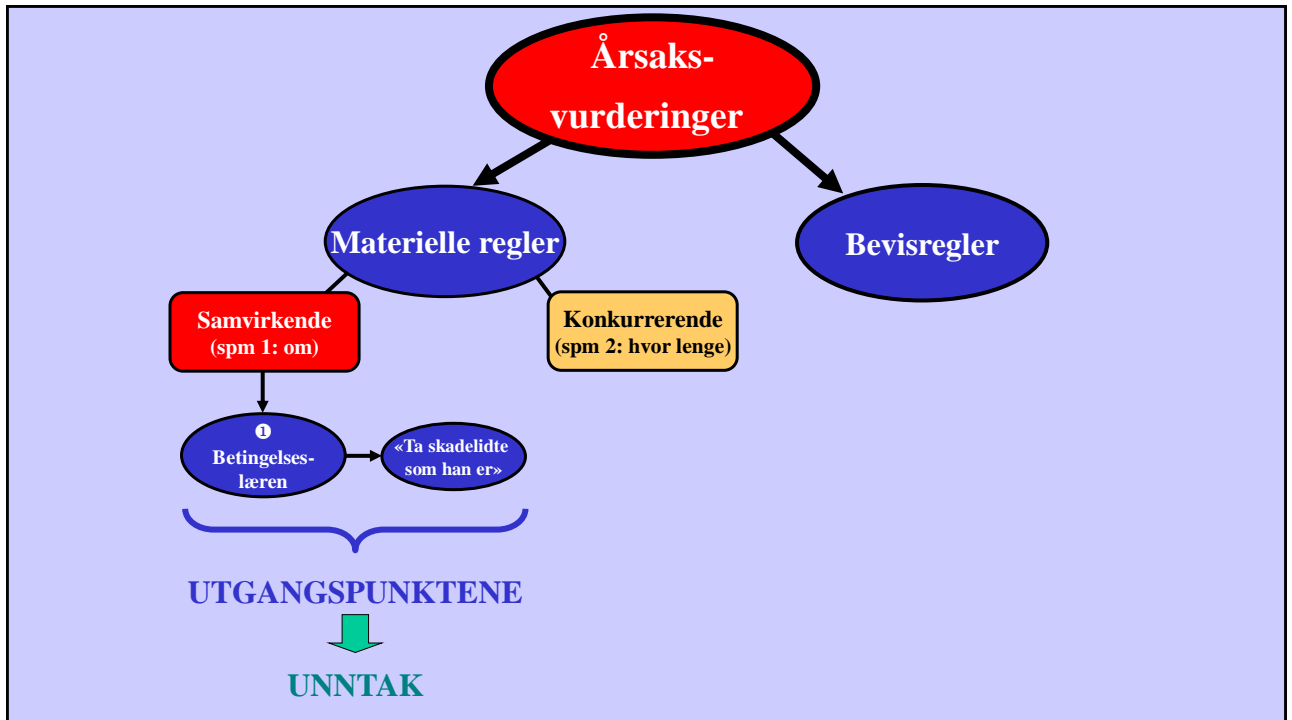 Årsaks-
vurderinger
Materielle regler
Bevisregler
Samvirkende
(spm 1: om)
Konkurrerende
(spm 2: hvor lenge)
❶
Betingelses-
læren
«Ta skadelidte
som han er»
UTGANGSPUNKTENE
UNNTAK